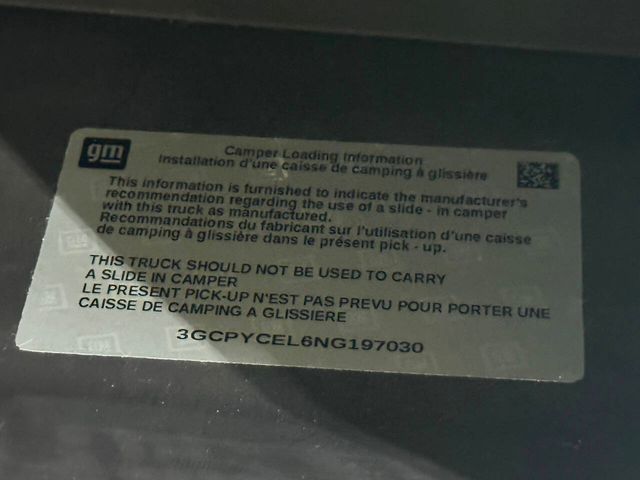 gm
Camper Loading Information
Installation d'une caisse de camping à glissière
This information is furnished to indicate the manufacturer's
recommendation regarding the use of a slide - in camper
with this truck as manufactured.
Recommandations du fabricant sur l'utilisation d'une caisse
de camping à glissière dans le présent pick - up.
THIS TRUCK SHOULD NOT BE USED TO CARRY
A SLIDE IN CAMPER
LE PRESENT PICK-UP N'EST PAS PREVU POUR PORTER UNE
CAISSE DE CAMPING A GLISSIERE
3GCPYCEL6NG197030